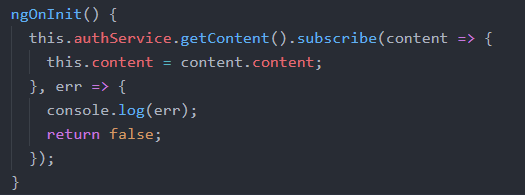 ngOnInit() {
  this.authService.getContent().subscribe(content => {
    this.content = content.content;
  }, err => {
    console.log(err);
    return false;
  });
}